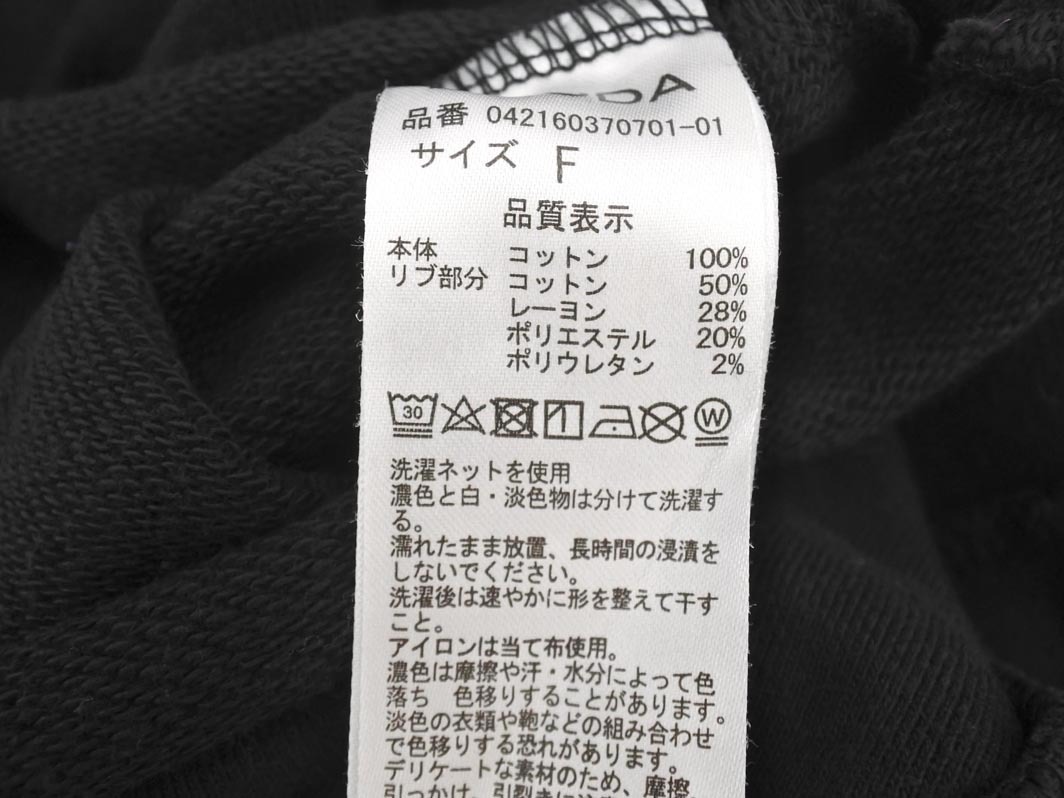 品番 042160370701-01
サイズ F
品質表示
本体 コットン 100%
リブ部分 コットン 50%
レーヨン 28%
ポリエステル 20%
ポリウレタン 2%
30 W
洗濯ネットを使用
濃色と白・淡色物は分けて洗濯す
る。
濡れたまま放置、長時間の浸漬を
しないでください。
洗濯後は速やかに形を整えて干す
こと。
アイロンは当て布使用。
濃色は摩擦や汗・水分によって色
落ち 色移りすることがあります。
淡色の衣類や鞄などの組み合わせ
で色移りする恐れがあります。
デリケートな素材のため、摩擦、